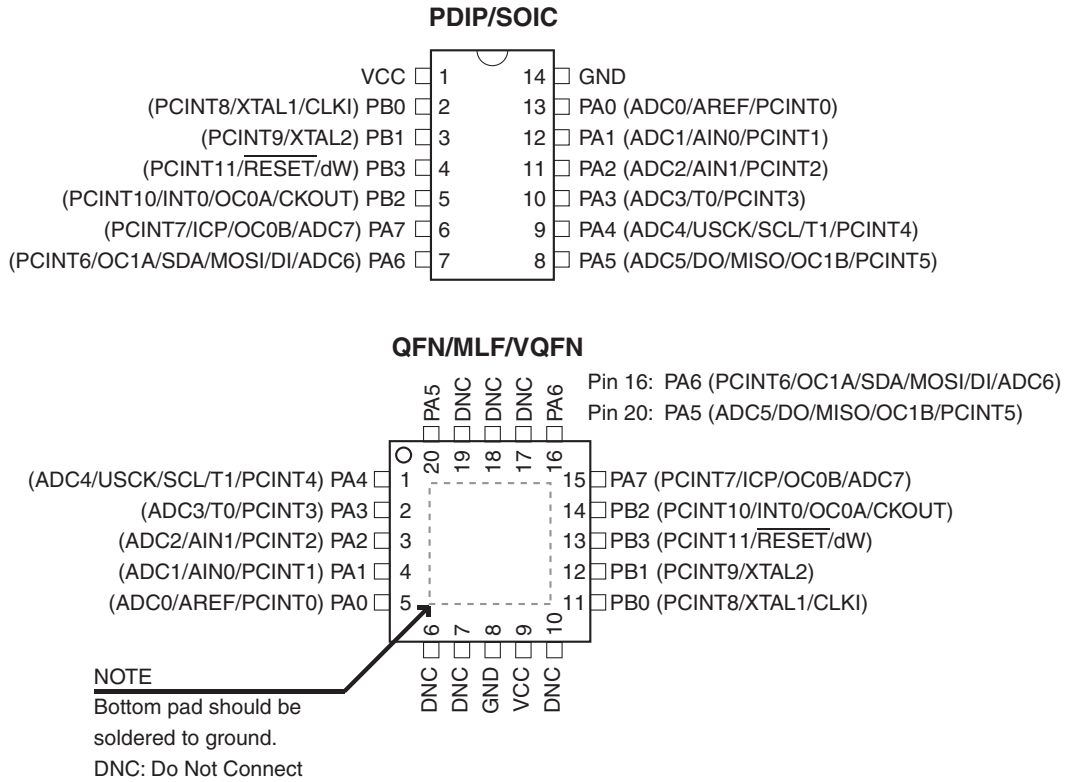 PDIP/SOIC
VCC 1 14 GND
(PCINT8/XTAL1/CLKI) PB0 2 13 PA0 (ADC0/AREF/PCINT0)
(PCINT9/XTAL2) PB1 3 12 PA1 (ADC1/AIN0/PCINT1)
(PCINT11/RESET/dW) PB3 4 11 PA2 (ADC2/AIN1/PCINT2)
(PCINT10/INT0/OC0A/CKOUT) PB2 5 10 PA3 (ADC3/T0/PCINT3)
(PCINT7/ICP/OC0B/ADC7) PA7 6 9 PA4 (ADC4/USCK/SCL/T1/PCINT4)
(PCINT6/OC1A/SDA/MOSI/DI/ADC6) PA6 7 8 PA5 (ADC5/DO/MISO/OC1B/PCINT5)
QFN/MLF/VQFN
Pin 16: PA6 (PCINT6/OC1A/SDA/MOSI/DI/ADC6)
Pin 20: PA5 (ADC5/DO/MISO/OC1B/PCINT5)
PA5 DNC DNC DNC PA6
20 19 18 17 16
(ADC4/USCK/SCL/T1/PCINT4) PA4 1 15 PA7 (PCINT7/ICP/OC0B/ADC7)
(ADC3/T0/PCINT3) PA3 2 14 PB2 (PCINT10/INT0/OC0A/CKOUT)
(ADC2/AIN1/PCINT2) PA2 3 13 PB3 (PCINT11/RESET/dW)
(ADC1/AIN0/PCINT1) PA1 4 12 PB1 (PCINT9/XTAL2)
(ADC0/AREF/PCINT0) PA0 5 11 PB0 (PCINT8/XTAL1/CLKI)
6 7 8 9 10
DNC DNC GND VCC DNC
NOTE
Bottom pad should be
soldered to ground.
DNC: Do Not Connect